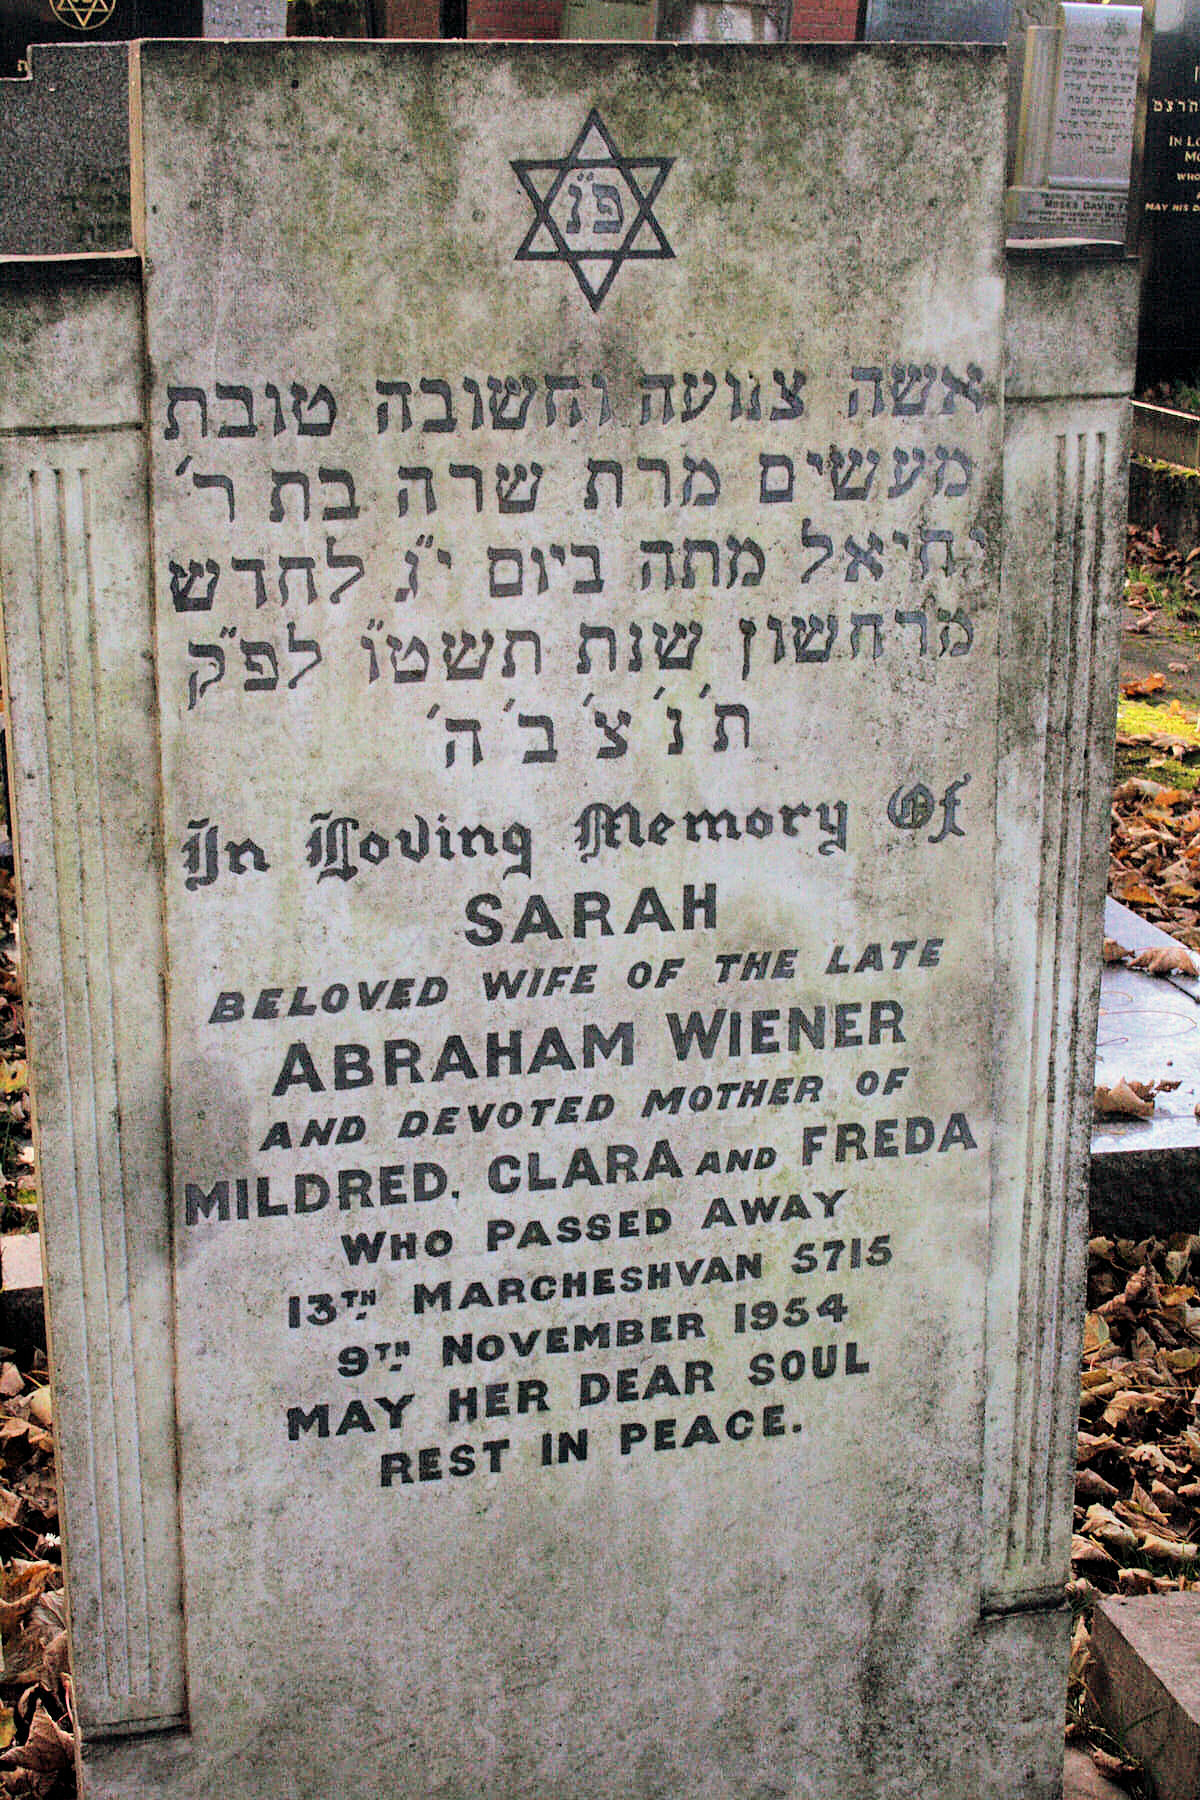 פ"נ
אשה צנועה וחשובה טובת
מעשים מרת שרה בת ר׳
יחיאל מתה ביום י״ג לחדש
מרחשון שנת תשט״ו לפ״ק
ת׳ נ׳ צ׳ ב׳ ה׳
In Loving Memory Of
SARAH
BELOVED WIFE OF THE LATE
ABRAHAM WIENER
AND DEVOTED MOTHER OF
MILDRED, CLARA AND FREDA
WHO PASSED AWAY
13TH MARCHESHVAN 5715
9TH NOVEMBER 1954
MAY HER DEAR SOUL
REST IN PEACE.
MOSES DAVID